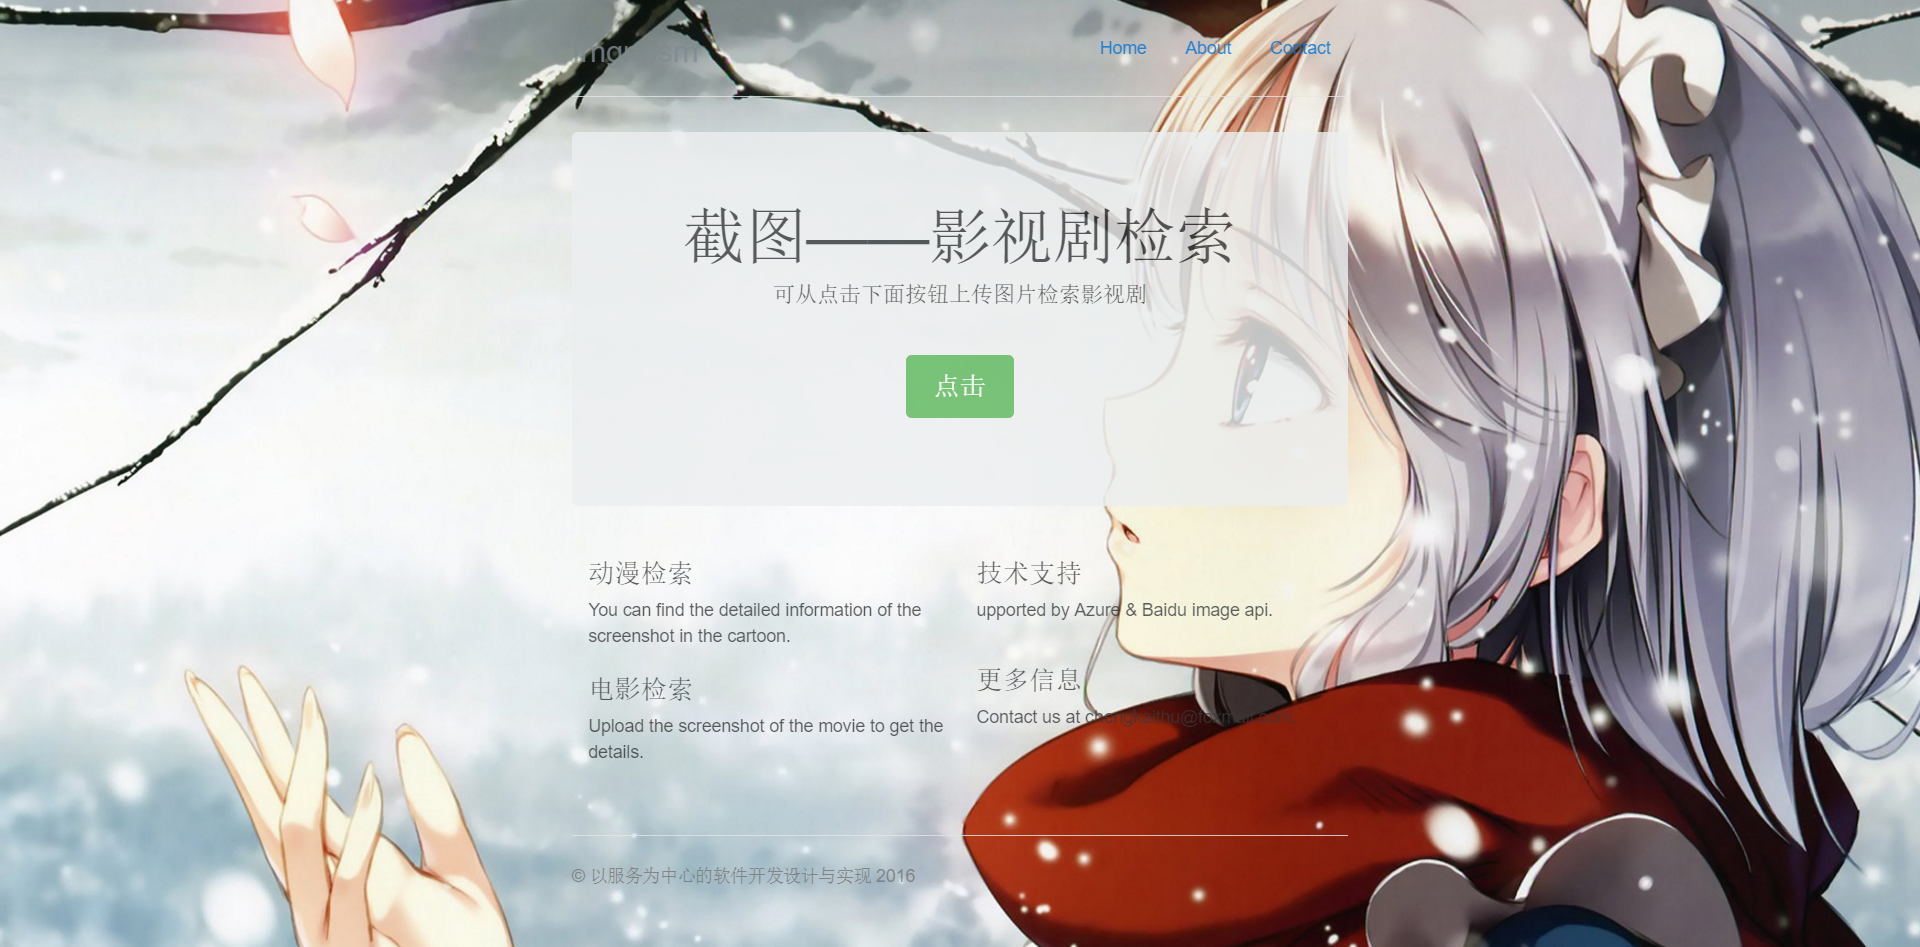 Home About Contact
截图——影视剧检索
可从点击下面按钮上传图片检索影视剧
点击
动漫检索
You can find the detailed information of the
screenshot in the cartoon.
电影检索
Upload the screenshot of the movie to get the
details.
技术支持
upported by Azure & Baidu image api.
更多信息
Contact us at
© 以服务为中心的软件开发设计与实现 2016